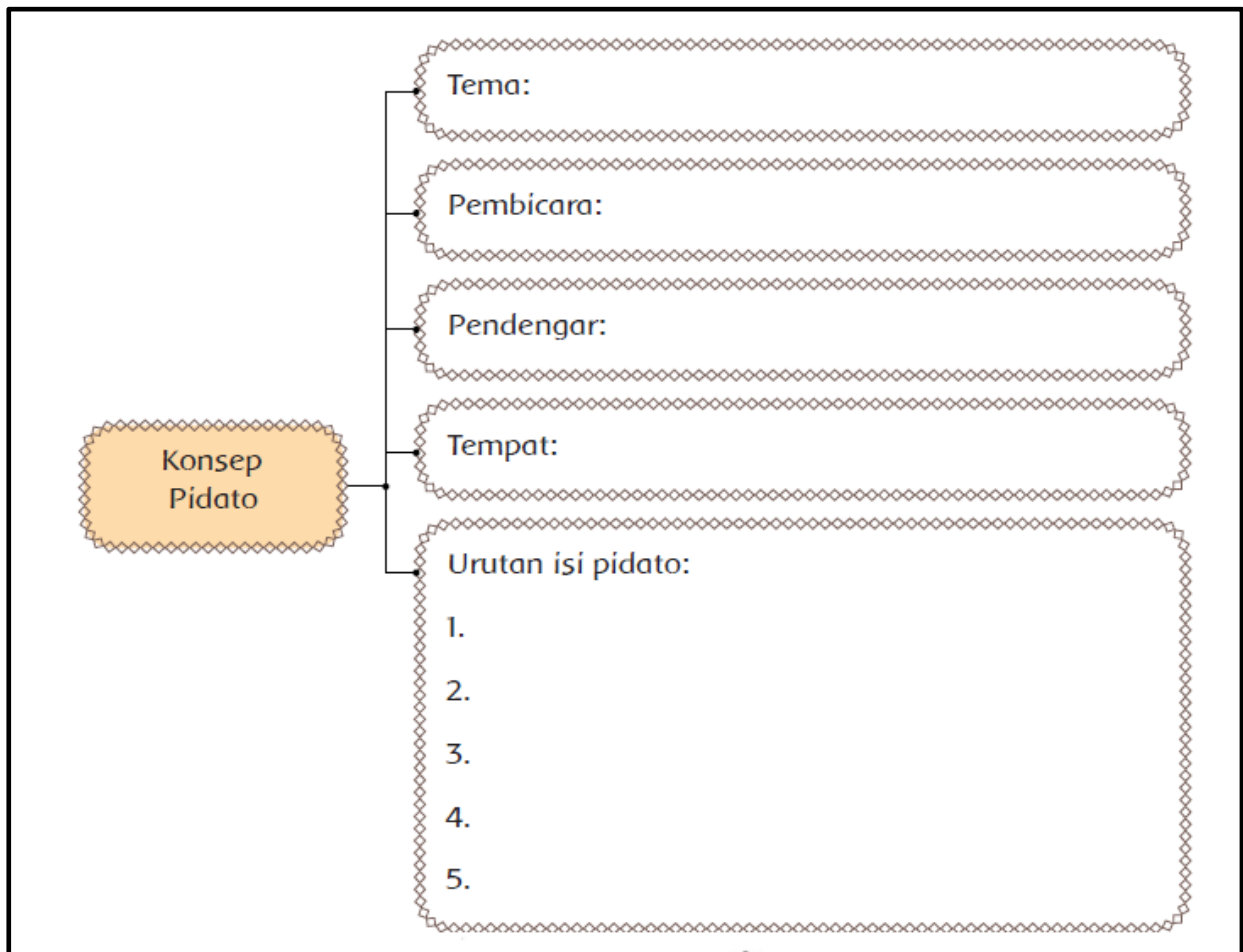 Tema:
Pembicara:
Pendengar:
Tempat:
Konsep
Pidato
Urutan isi pidato:
1.
2.
3.
4.
5.